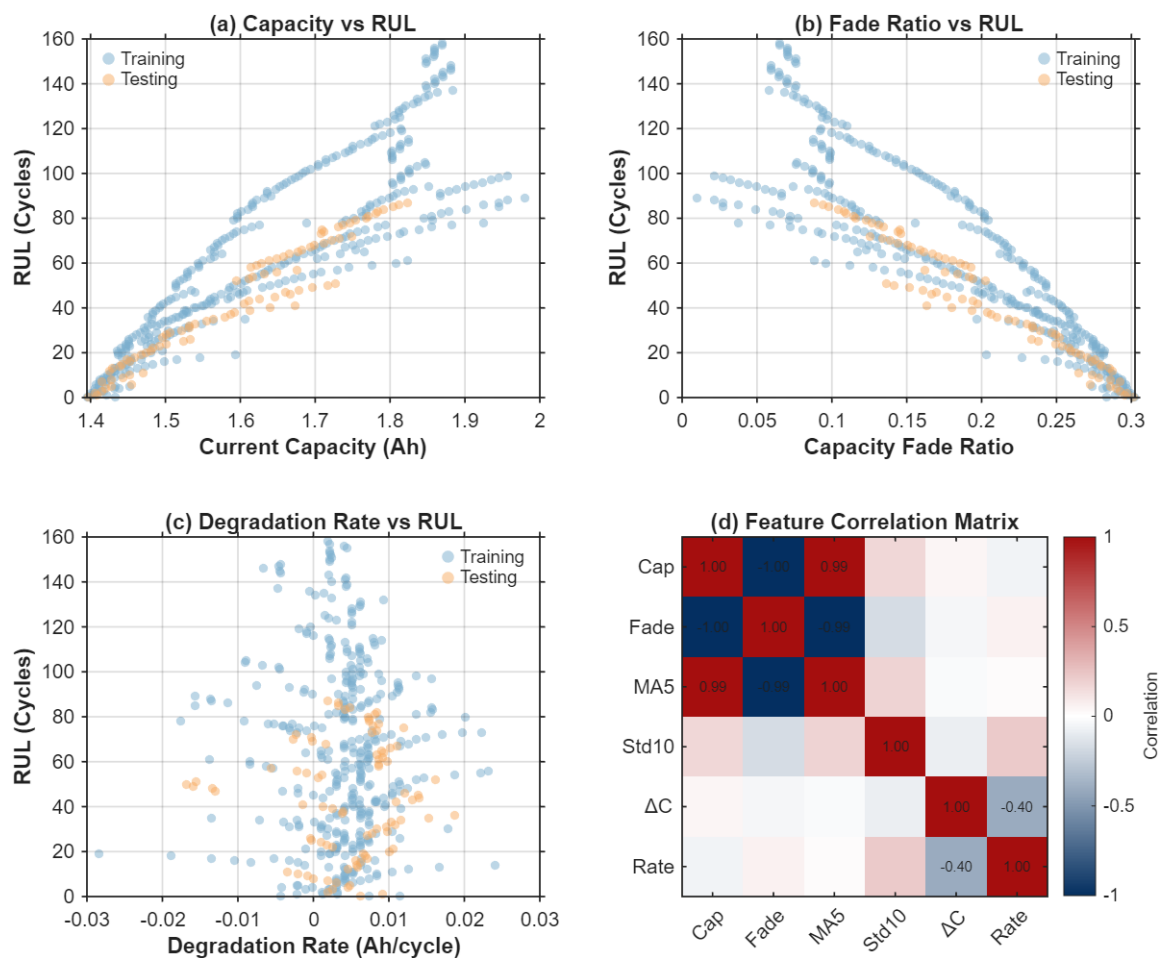 (a) Capacity vs RUL
160
140
120
100
80
60
40
20
0
RUL (Cycles)
Training
Testing
1.4
1.5
1.6
1.7
1.8
1.9
2
Current Capacity (Ah)
(b) Fade Ratio vs RUL
160
140
120
100
80
60
40
20
0
RUL (Cycles)
Training
Testing
0
0.05
0.1
0.15
0.2
0.25
0.3
Capacity Fade Ratio
(c) Degradation Rate vs RUL
160
140
120
100
80
60
40
20
0
RUL (Cycles)
Training
Testing
-0.03
-0.02
-0.01
0
0.01
0.02
0.03
Degradation Rate (Ah/cycle)
(d) Feature Correlation Matrix
Cap
1.00
-1.00
0.99
Fade
-1.00
1.00
-0.99
MA5
0.99
-0.99
1.00
Std10
1.00
ΔC
1.00
-0.40
Rate
-0.40
1.00
Cap
Fade
MA5
Std10
ΔC
Rate
1
0.5
0
-0.5
-1
Correlation